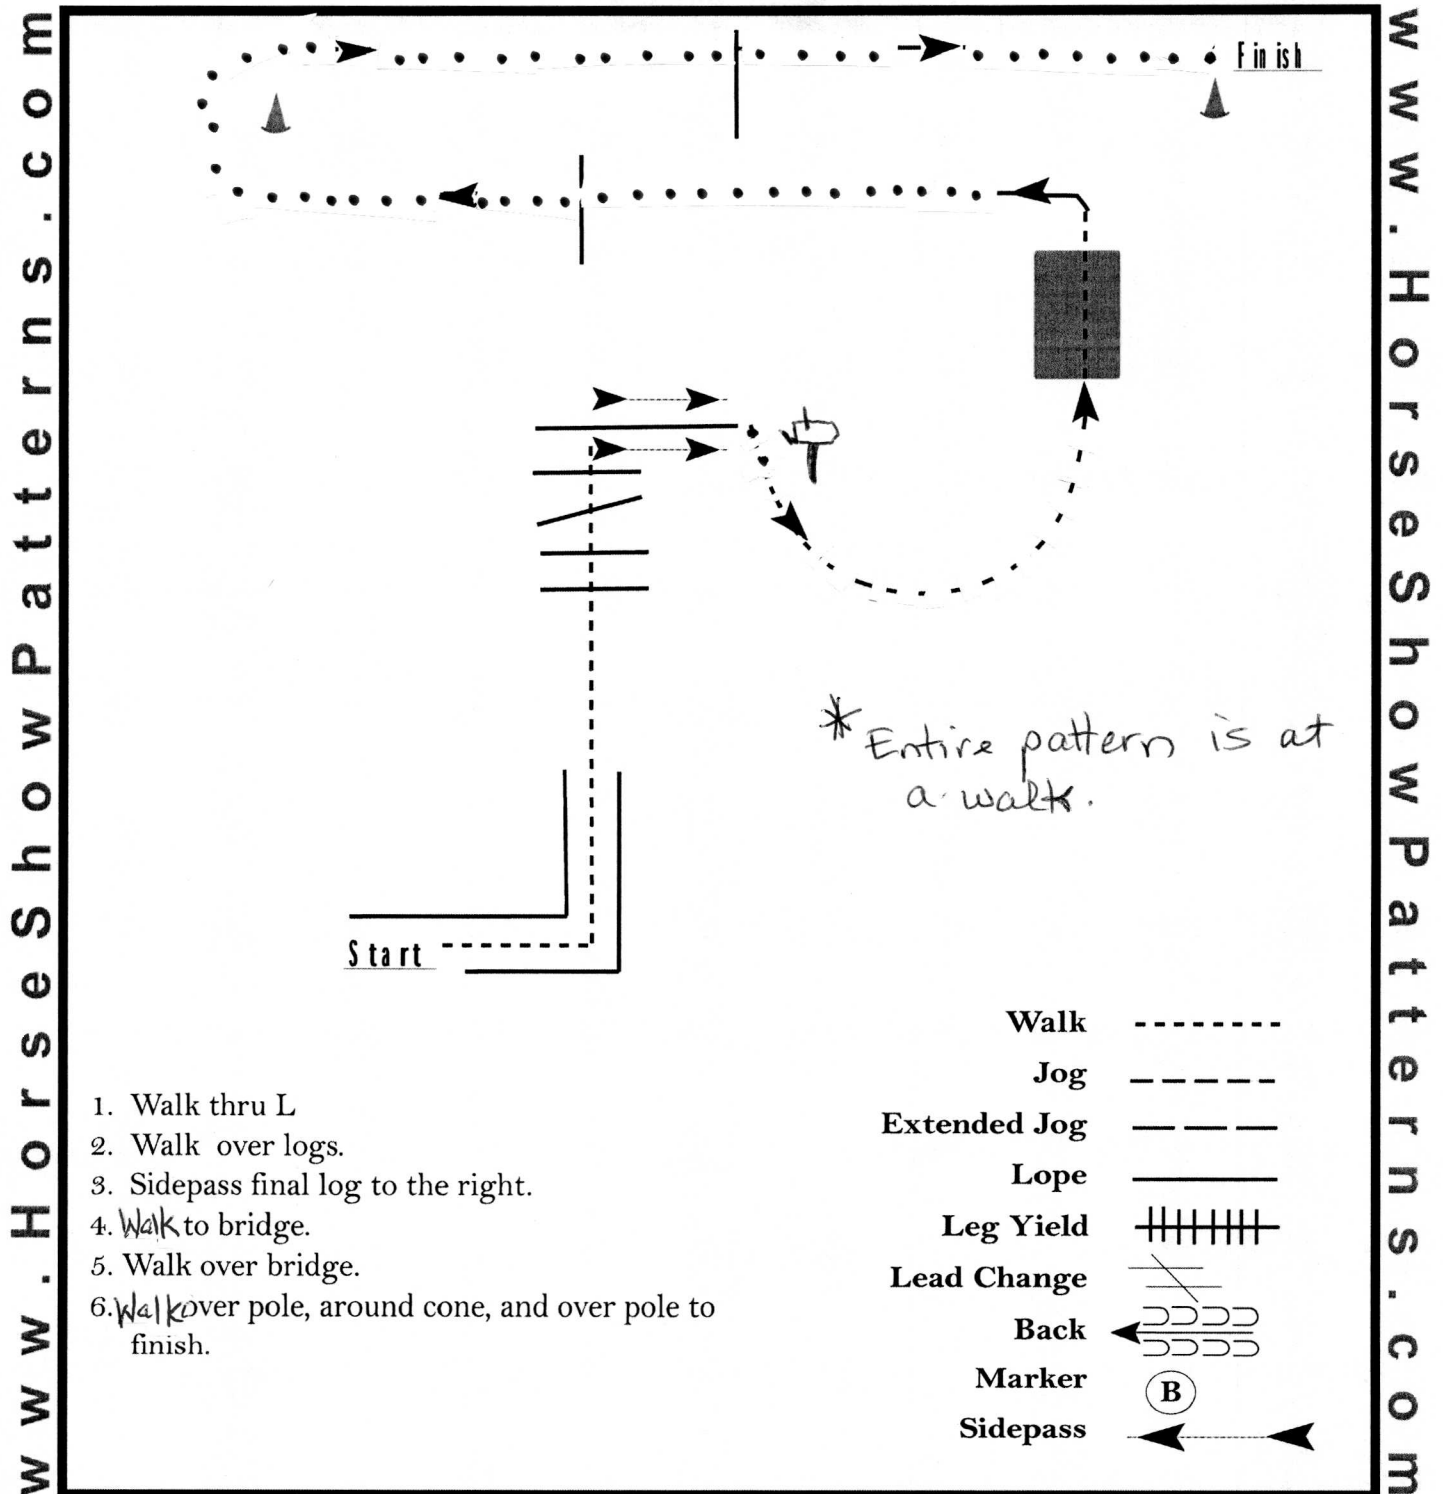 www.HorseShowPatterns.com
www.HorseShowPatterns.com
Finish
* Entire pattern is at
a walk.
Start
1. Walk thru L
2. Walk over logs.
3. Sidepass final log to the right.
4. Walk to bridge.
5. Walk over bridge.
6. Walk over pole, around cone, and over pole to
finish.
Walk
Jog
Extended Jog
Lope
Leg Yield
Lead Change
Back
Marker
B
Sidepass